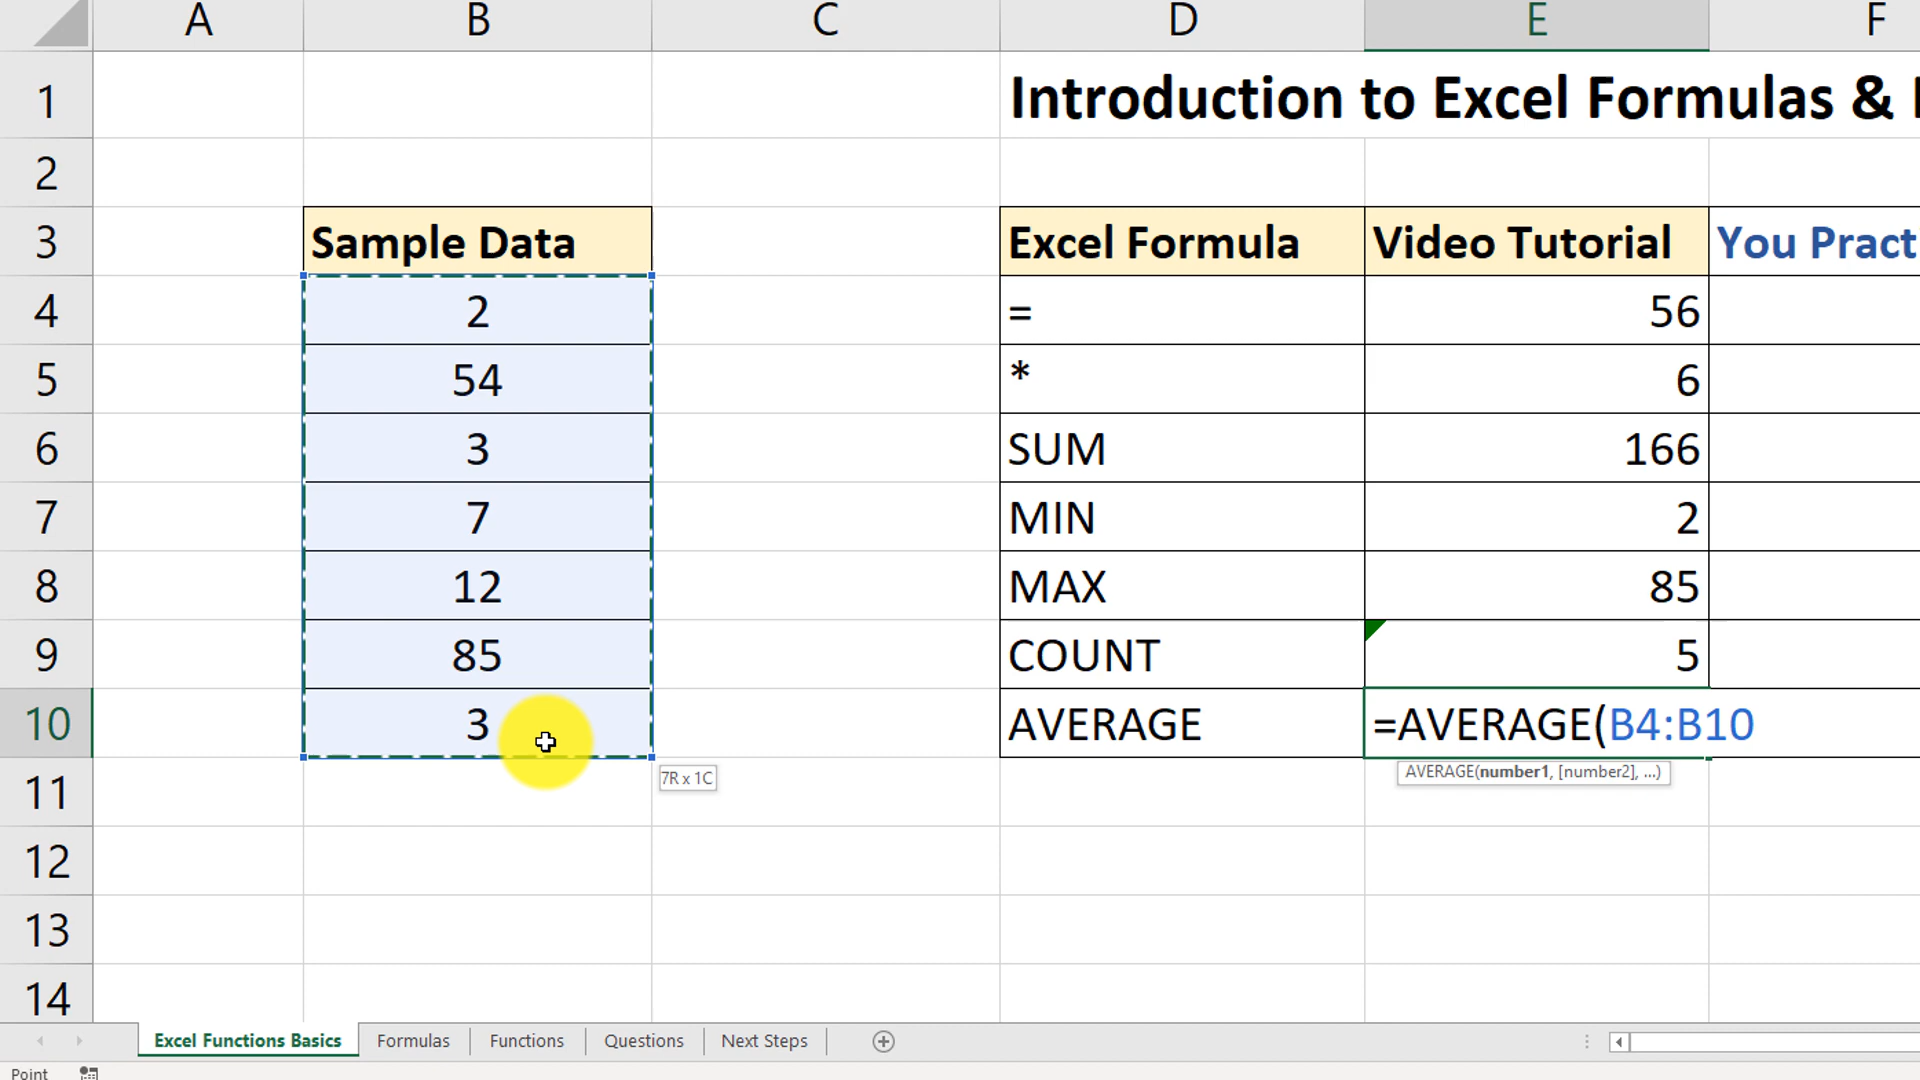 A B C D E F
1 Introduction to Excel Formulas &
2
3 Sample Data Excel Formula Video Tutorial You Pract
4 2 = 56
5 54 * 6
6 3 SUM 166
7 7 MIN 2
8 12 MAX 85
9 85 COUNT 5
10 3 AVERAGE =AVERAGE(B4:B10
7R x 1C AVERAGE(number1, [number2], ...)
11
12
13
14
Excel Functions Basics Formulas Functions Questions Next Steps
Point